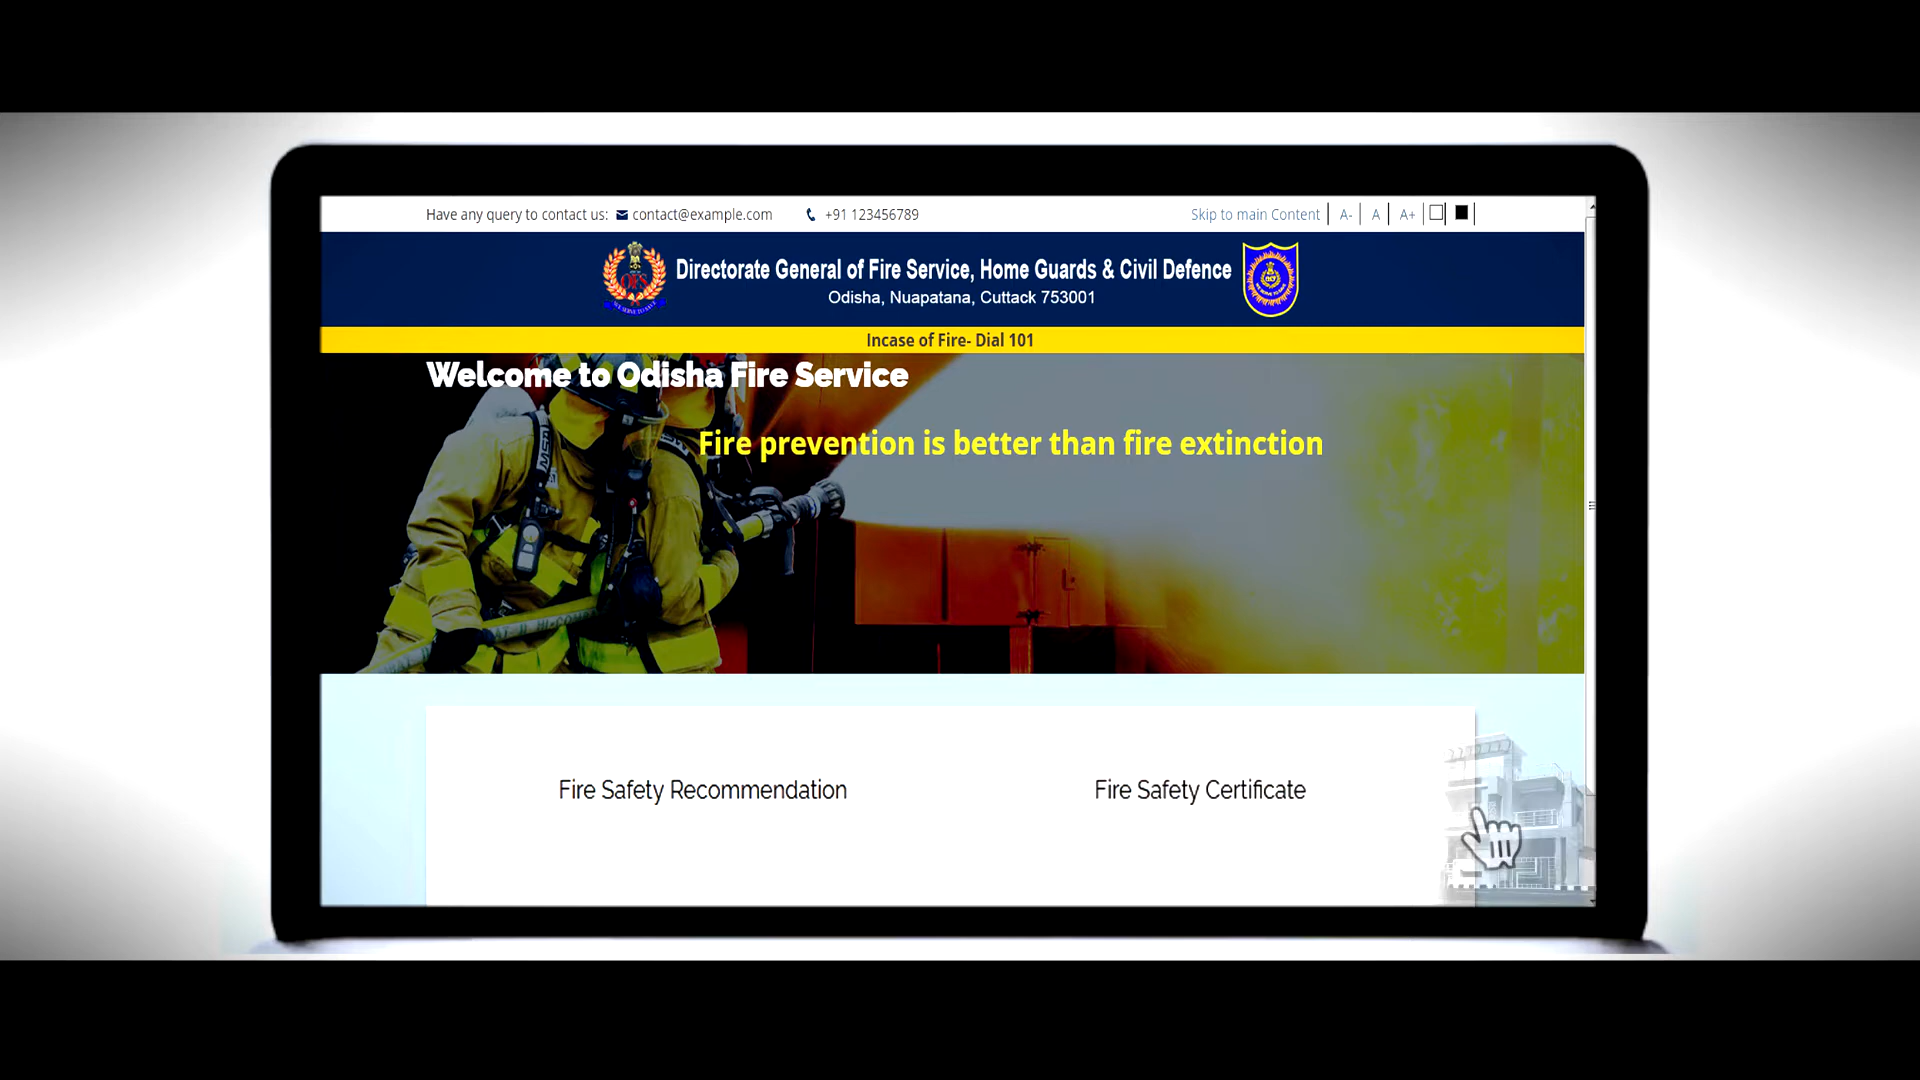 Have any query to contact us: contact@example.com +91 123456789
Skip to main Content A- A A+
Directorate General of Fire Service, Home Guards & Civil Defence
Odisha, Nuapatana, Cuttack 753001
OFS
Incase of Fire- Dial 101
Welcome to Odisha Fire Service
Fire prevention is better than fire extinction
MSA
Fire Safety Recommendation
Fire Safety Certificate